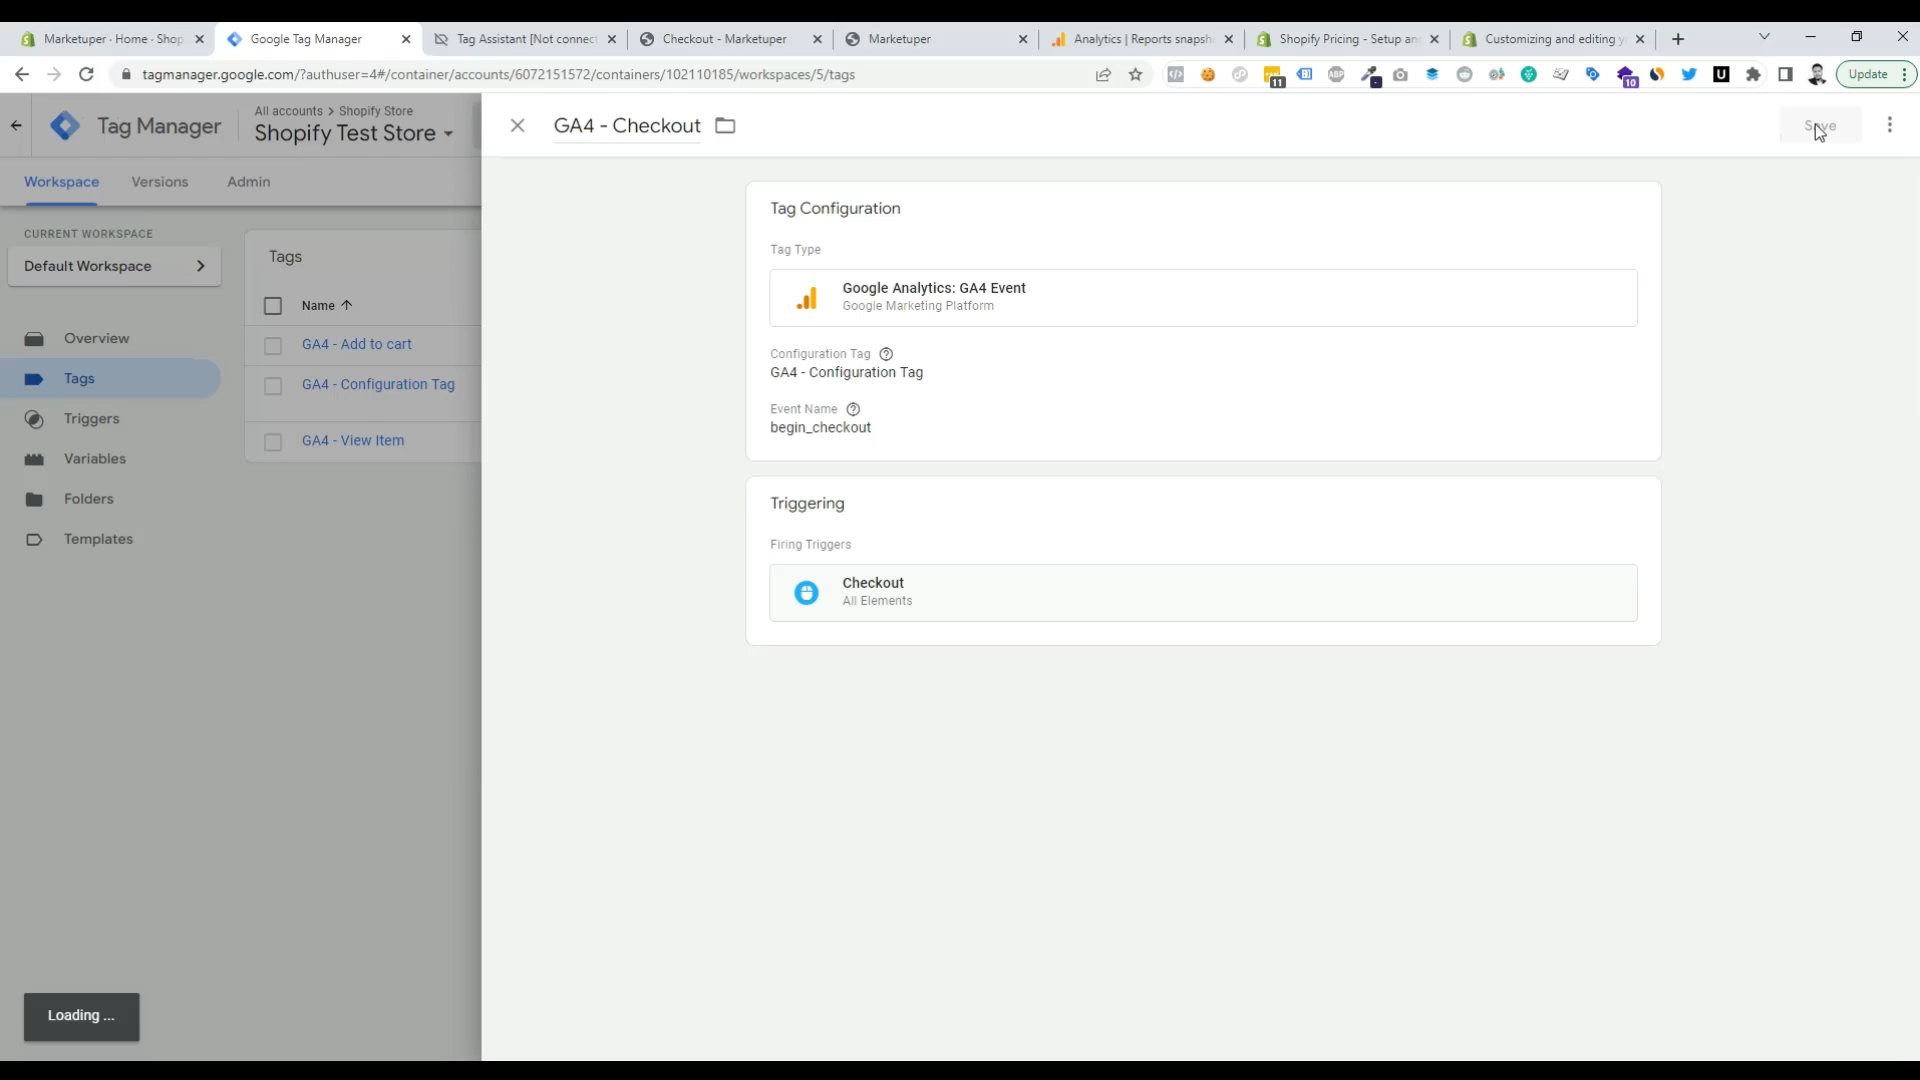 Marketuper · Home · Shop
Google Tag Manager
Tag Assistant [Not connect
Checkout - Marketuper
Marketuper
Analytics | Reports snapsh
Shopify Pricing - Setup an
Customizing and editing y
tagmanager.google.com/?authuser=4#/container/accounts/6072151572/containers/102110185/workspaces/5/tags
ABP
11
10
U
Update
Tag Manager
All accounts > Shopify Store
Shopify Test Store
GA4 - Checkout
Save
Workspace
Versions
Admin
CURRENT WORKSPACE
Default Workspace
Overview
Tags
Triggers
Variables
Folders
Templates
Tags
Name
GA4 - Add to cart
GA4 - Configuration Tag
GA4 - View Item
Tag Configuration
Tag Type
Google Analytics: GA4 Event
Google Marketing Platform
Configuration Tag
GA4 - Configuration Tag
Event Name
begin_checkout
Triggering
Firing Triggers
Checkout
All Elements
Loading ...